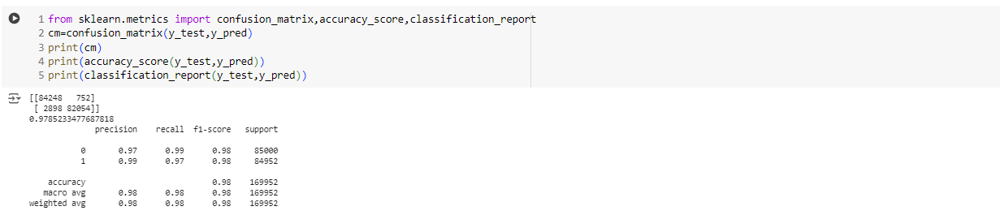 1 from sklearn.metrics import confusion_matrix,accuracy_score,classification_report
2 cm=confusion_matrix(y_test,y_pred)
3 print(cm)
4 print(accuracy_score(y_test,y_pred))
5 print(classification_report(y_test,y_pred))
[[84248   752]
 [ 2898 82054]]
0.9785233477687818
              precision    recall  f1-score   support
           0       0.97      0.99      0.98     85000
           1       0.99      0.97      0.98     84952
    accuracy                           0.98    169952
   macro avg       0.98      0.98      0.98    169952
weighted avg       0.98      0.98      0.98    169952